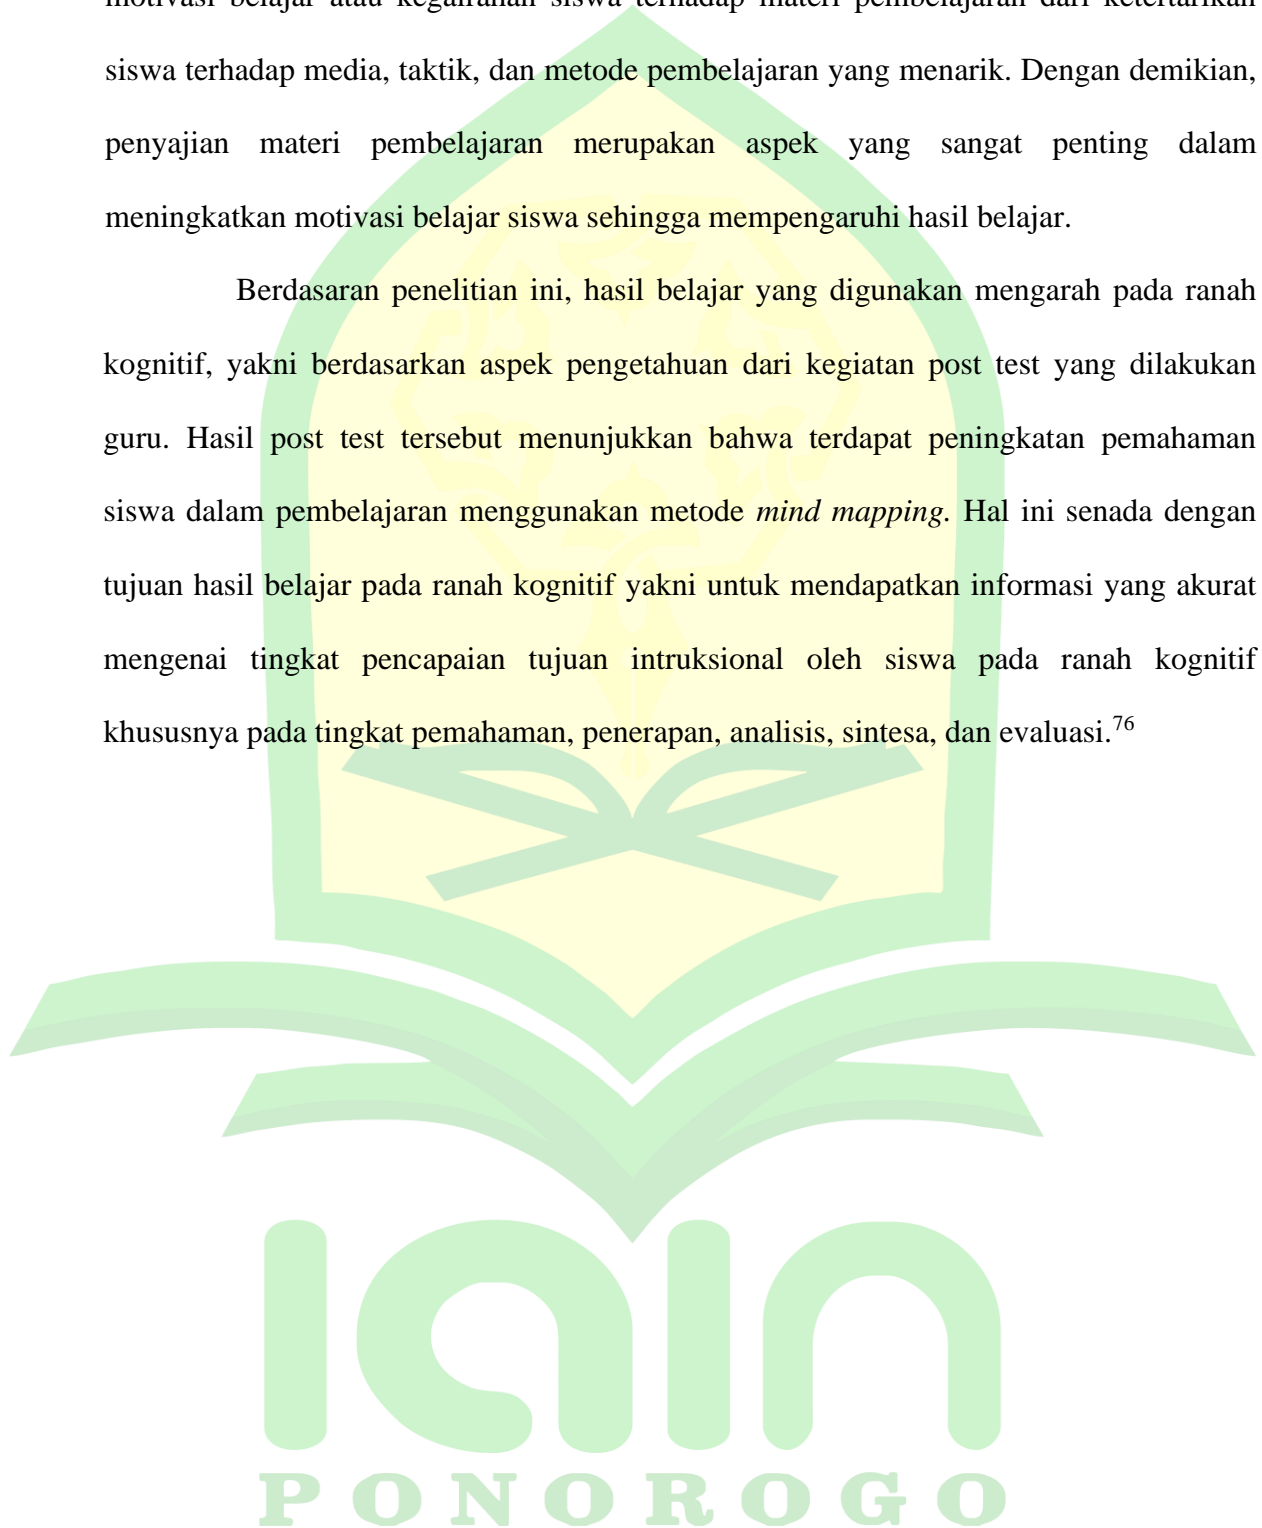 motivasi belajar atau kegairahan siswa terhadap materi pembelajaran dari ketertarikan
siswa terhadap media, taktik, dan metode pembelajaran yang menarik. Dengan demikian,
penyajian materi pembelajaran merupakan aspek yang sangat penting dalam
meningkatkan motivasi belajar siswa sehingga mempengaruhi hasil belajar.
Berdasaran penelitian ini, hasil belajar yang digunakan mengarah pada ranah
kognitif, yakni berdasarkan aspek pengetahuan dari kegiatan post test yang dilakukan
guru. Hasil post test tersebut menunjukkan bahwa terdapat peningkatan pemahaman
siswa dalam pembelajaran menggunakan metode mind mapping. Hal ini senada dengan
tujuan hasil belajar pada ranah kognitif yakni untuk mendapatkan informasi yang akurat
mengenai tingkat pencapaian tujuan intruksional oleh siswa pada ranah kognitif
khususnya pada tingkat pemahaman, penerapan, analisis, sintesa, dan evaluasi.76
iain
PONOROGO